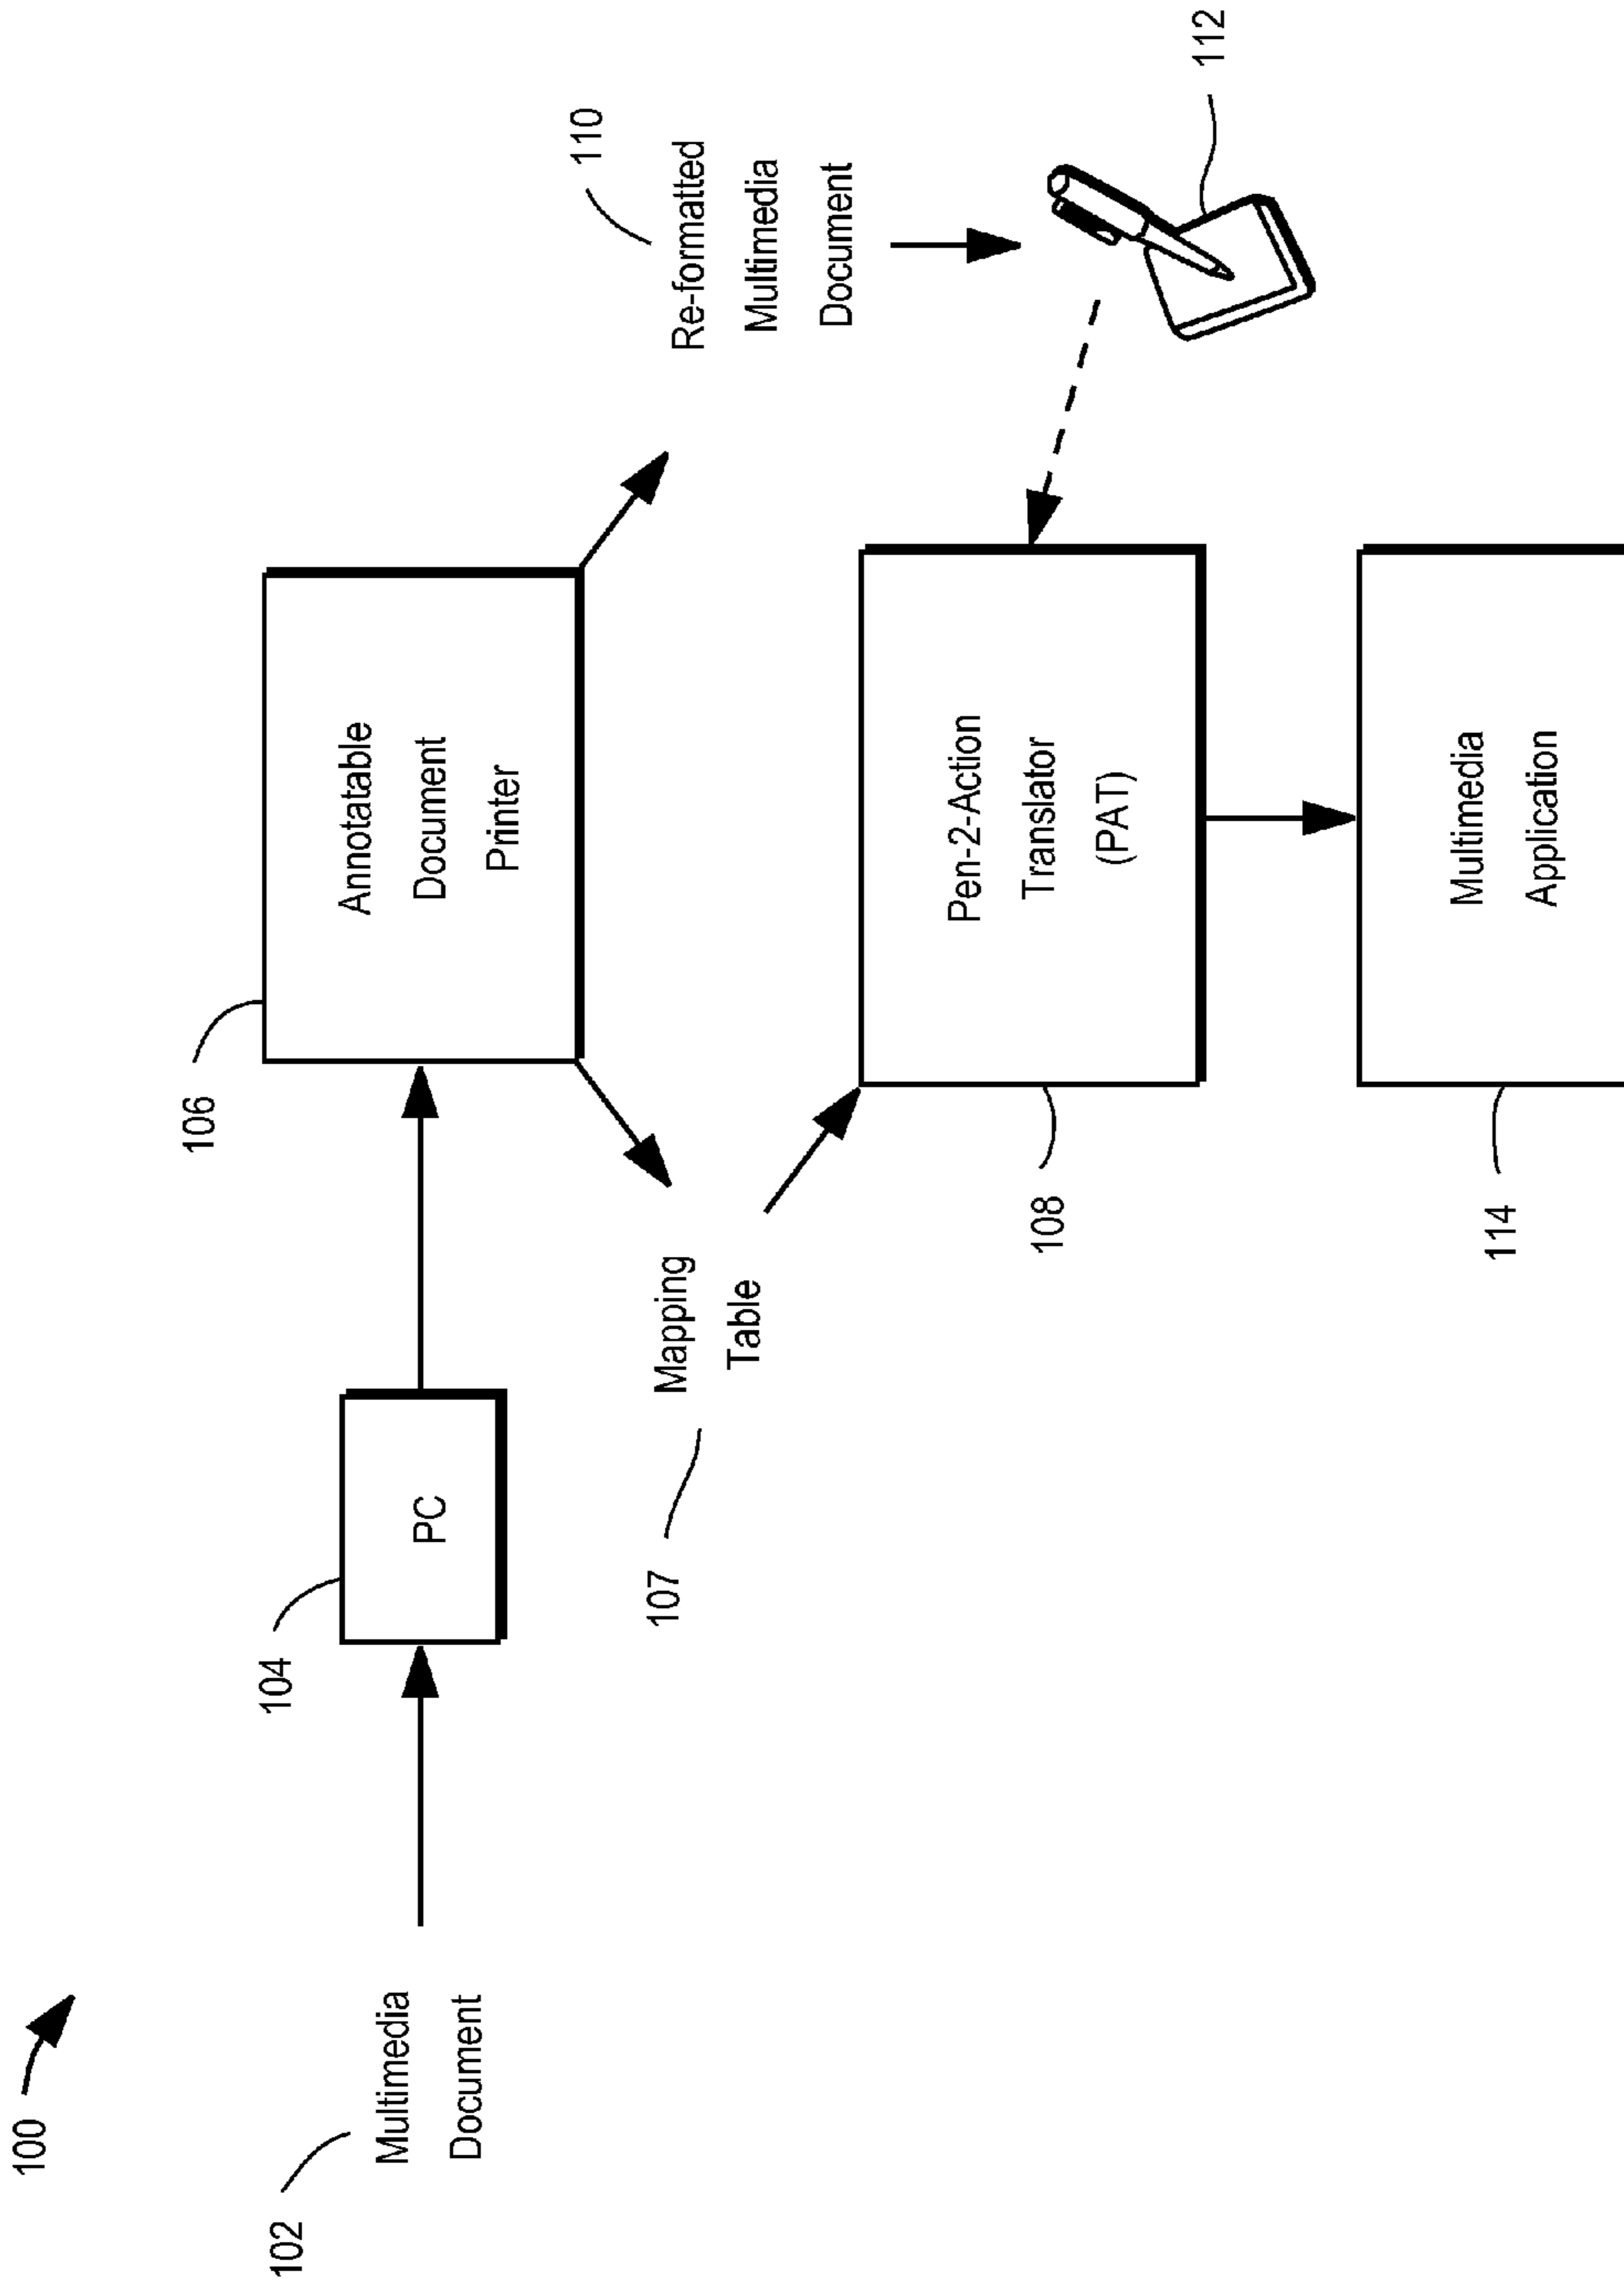 100
102
Multimedia
Document
104
PC
106
Annotatable
Document
Printer
107
Mapping
Table
110
Re-formatted
Multimedia
Document
108
Pen-2-Action
Translator
(PAT)
112
114
Multimedia
Application